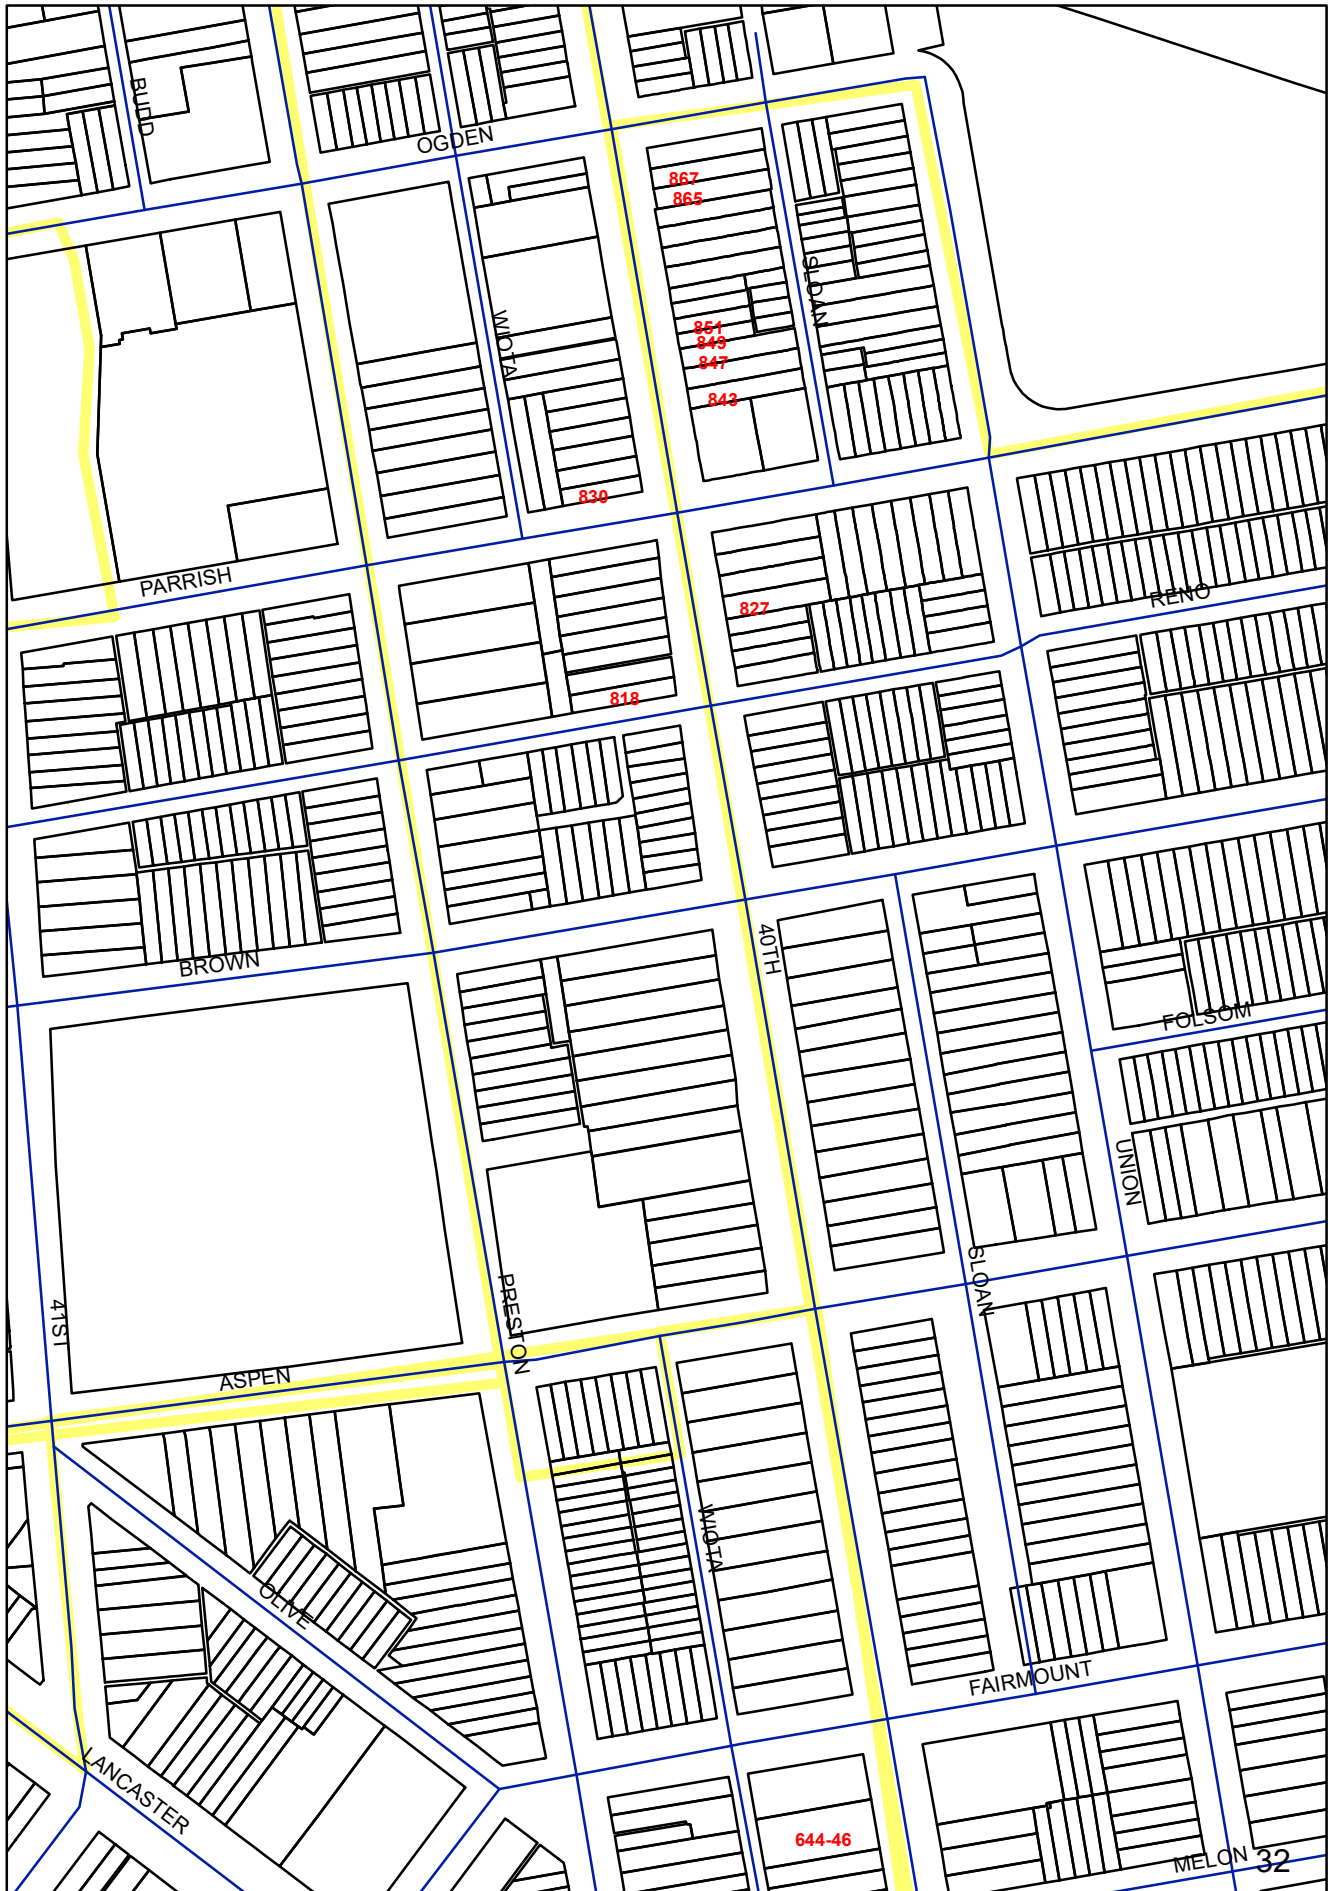 BUDD
OGDEN
867
865
SLOAN
WIOTA
851
849
847
843
830
PARRISH
RENO
827
818
40TH
BROWN
FOLSOM
UNION
SLOAN
PRESTON
41ST
ASPEN
WIOTA
OLIVE
FAIRMOUNT
LANCASTER
644-46
MELON
32